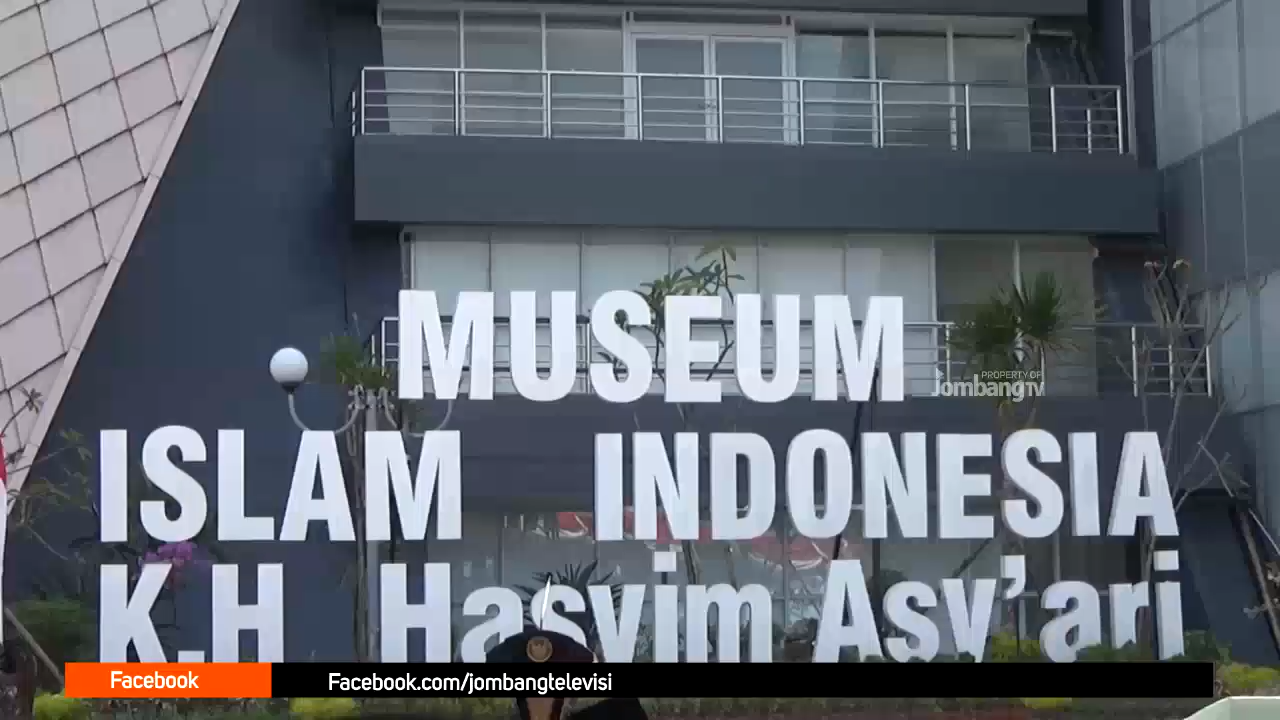 MUSEUM
PROPERTY OF
JombangTV
ISLAM INDONESIA
K.H Hasyim Asy'ari
Facebook
Facebook.com/jombangtelevisi